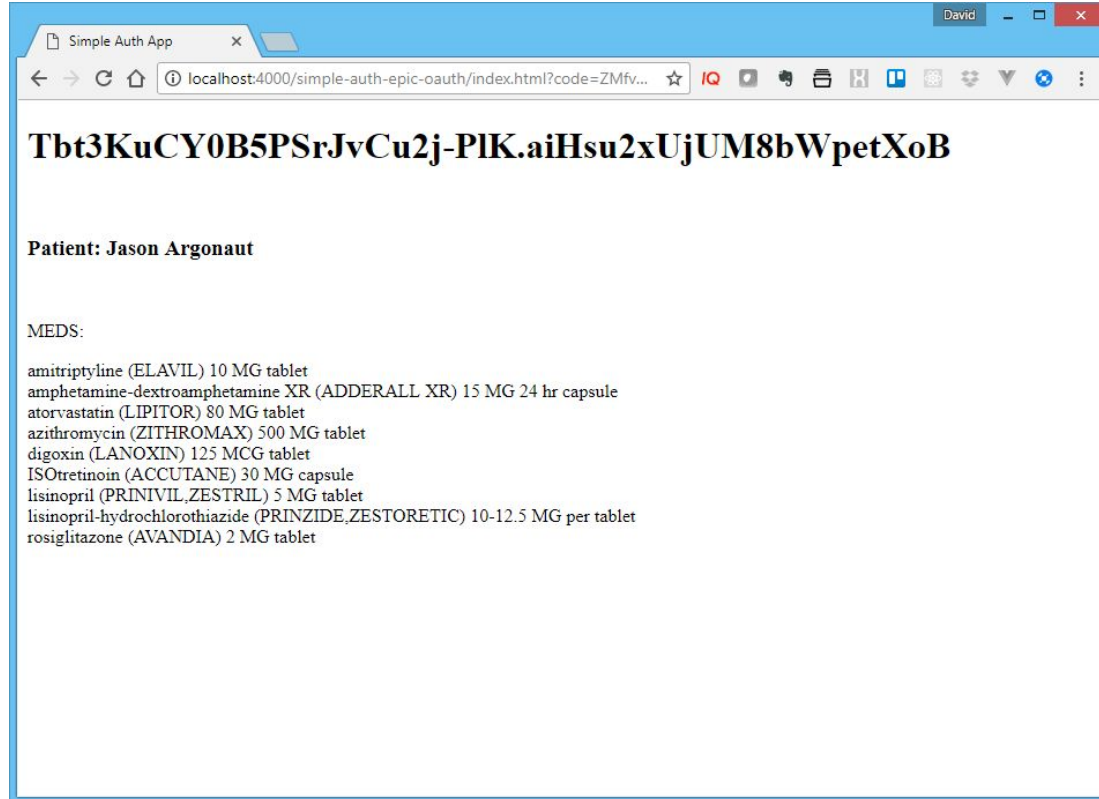 David
Simple Auth App
localhost:4000/simple-auth-epic-oauth/index.html?code=ZMfv...
IQ
Tbt3KuCY0B5PSrJvCu2j-PlK.aiHsu2xUjUM8bWpetXoB
Patient: Jason Argonaut
MEDS:
amitriptyline (ELAVIL) 10 MG tablet
amphetamine-dextroamphetamine XR (ADDERALL XR) 15 MG 24 hr capsule
atorvastatin (LIPITOR) 80 MG tablet
azithromycin (ZITHROMAX) 500 MG tablet
digoxin (LANOXIN) 125 MCG tablet
ISOtretinoin (ACCUTANE) 30 MG capsule
lisinopril (PRINIVIL,ZESTRIL) 5 MG tablet
lisinopril-hydrochlorothiazide (PRINZIDE,ZESTORETIC) 10-12.5 MG per tablet
rosiglitazone (AVANDIA) 2 MG tablet